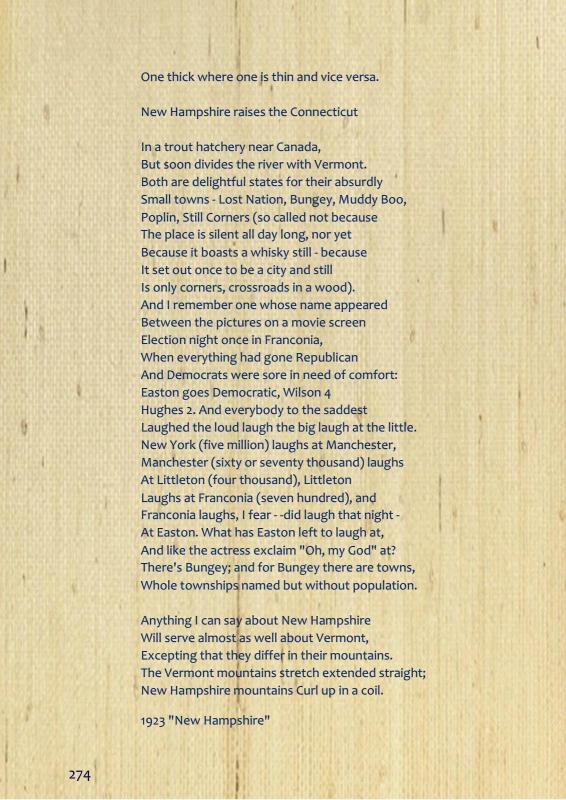 One thick where one is thin and vice versa.
New Hampshire raises the Connecticut
In a trout hatchery near Canada,
But soon divides the river with Vermont.
Both are delightful states for their absurdly
Small towns - Lost Nation, Bungey, Muddy Boo,
Poplin, Still Corners (so called not because
The place is silent all day long, nor yet
Because it boasts a whisky still - because
It set out once to be a city and still
Is only corners, crossroads in a wood).
And I remember one whose name appeared
Between the pictures on a movie screen
Election night once in Franconia,
When everything had gone Republican
And Democrats were sore in need of comfort:
Easton goes Democratic, Wilson 4
Hughes 2. And everybody to the saddest
Laughed the loud laugh the big laugh at the little.
New York (five million) laughs at Manchester,
Manchester (sixty or seventy thousand) laughs
At Littleton (four thousand), Littleton
Laughs at Franconia (seven hundred), and
Franconia laughs, I fear - -did laugh that night -
At Easton. What has Easton left to laugh at,
And like the actress exclaim "Oh, my God" at?
There's Bungey; and for Bungey there are towns,
Whole townships named but without population.
Anything I can say about New Hampshire
Will serve almost as well about Vermont,
Excepting that they differ in their mountains.
The Vermont mountains stretch extended straight;
New Hampshire mountains Curl up in a coil.
1923 "New Hampshire"
274